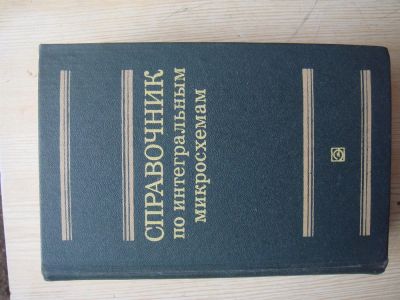 СПРАВОЧНИК
по интегральным
микросхемам